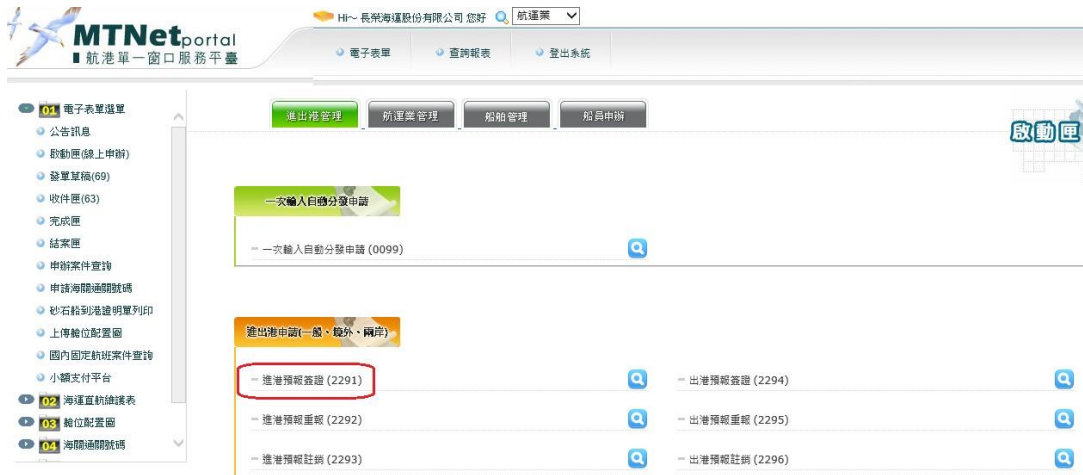 Hi~ 長榮海運股份有限公司 您好 航運業
MTNetportal
航港單一窗口服務平臺
電子表單 查詢報表 登出系統
01 電子表單選單
公告訊息
啟動匣(線上申辦)
發單草稿(69)
收件匣(63)
完成匣
結案匣
申辦案件查詢
申請海關通關號碼
砂石船到港證明單列印
上傳艙位配置圖
國內固定航班案件查詢
小額支付平台
02 海運直航維護表
03 艙位配置圖
04 海關通關號碼
進出港管理 航運業管理 船舶管理 船員申辦
啟動匣
一次輸入自動分發申請
一次輸入自動分發申請 (0099)
進出港申請(一般、境外、兩岸)
進港預報簽證 (2291) 出港預報簽證 (2294)
進港預報重報 (2292) 出港預報重報 (2295)
進港預報註銷 (2293) 出港預報註銷 (2296)